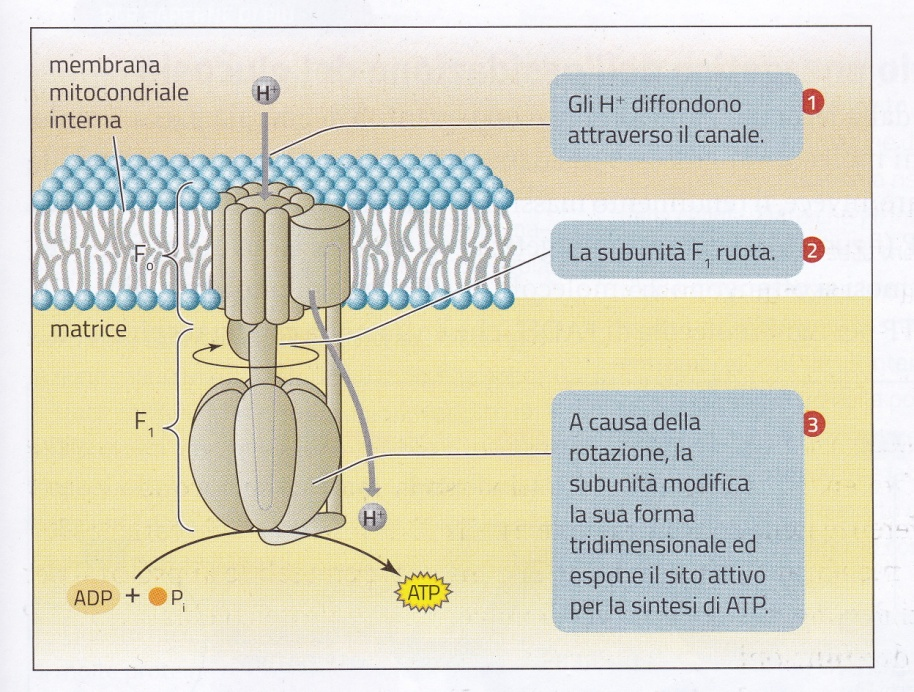 membrana
mitocondriale
interna
H⁺
Gli H⁺ diffondono
attraverso il canale.
1
F₀
La subunità F₁ ruota.
2
matrice
F₁
A causa della
rotazione, la
subunità modifica
la sua forma
tridimensionale ed
espone il sito attivo
per la sintesi di ATP.
3
H⁺
ADP + Pᵢ
ATP